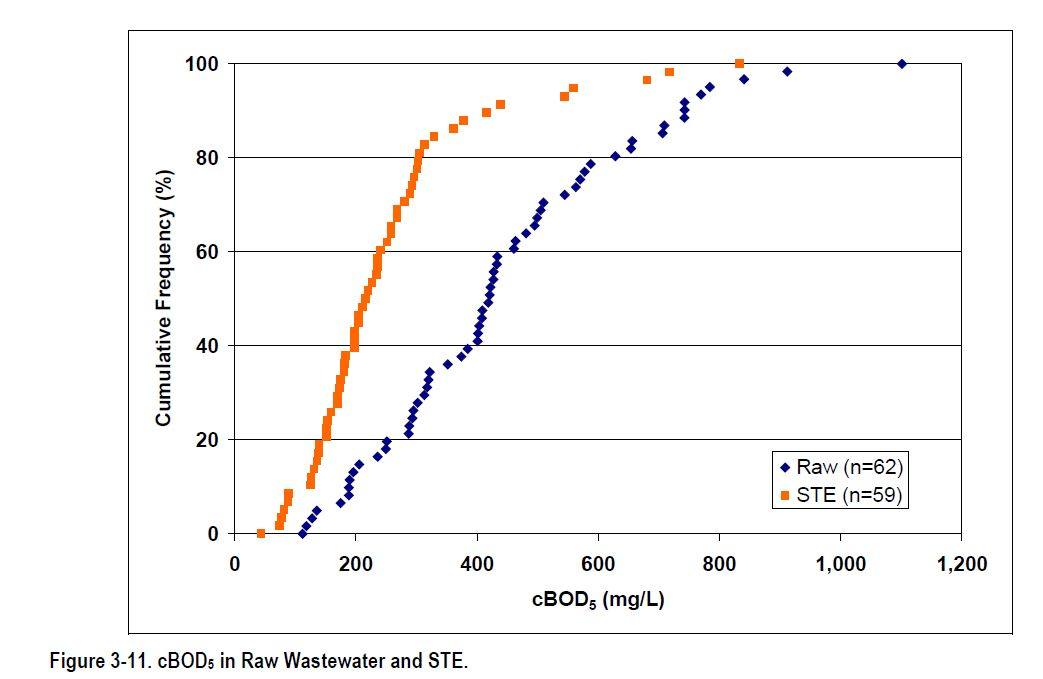 100
80
60
40
20
0
Cumulative Frequency (%)
Raw (n=62)
STE (n=59)
0 200 400 600 800 1,000 1,200
cBOD₅ (mg/L)
Figure 3-11. cBOD₅ in Raw Wastewater and STE.